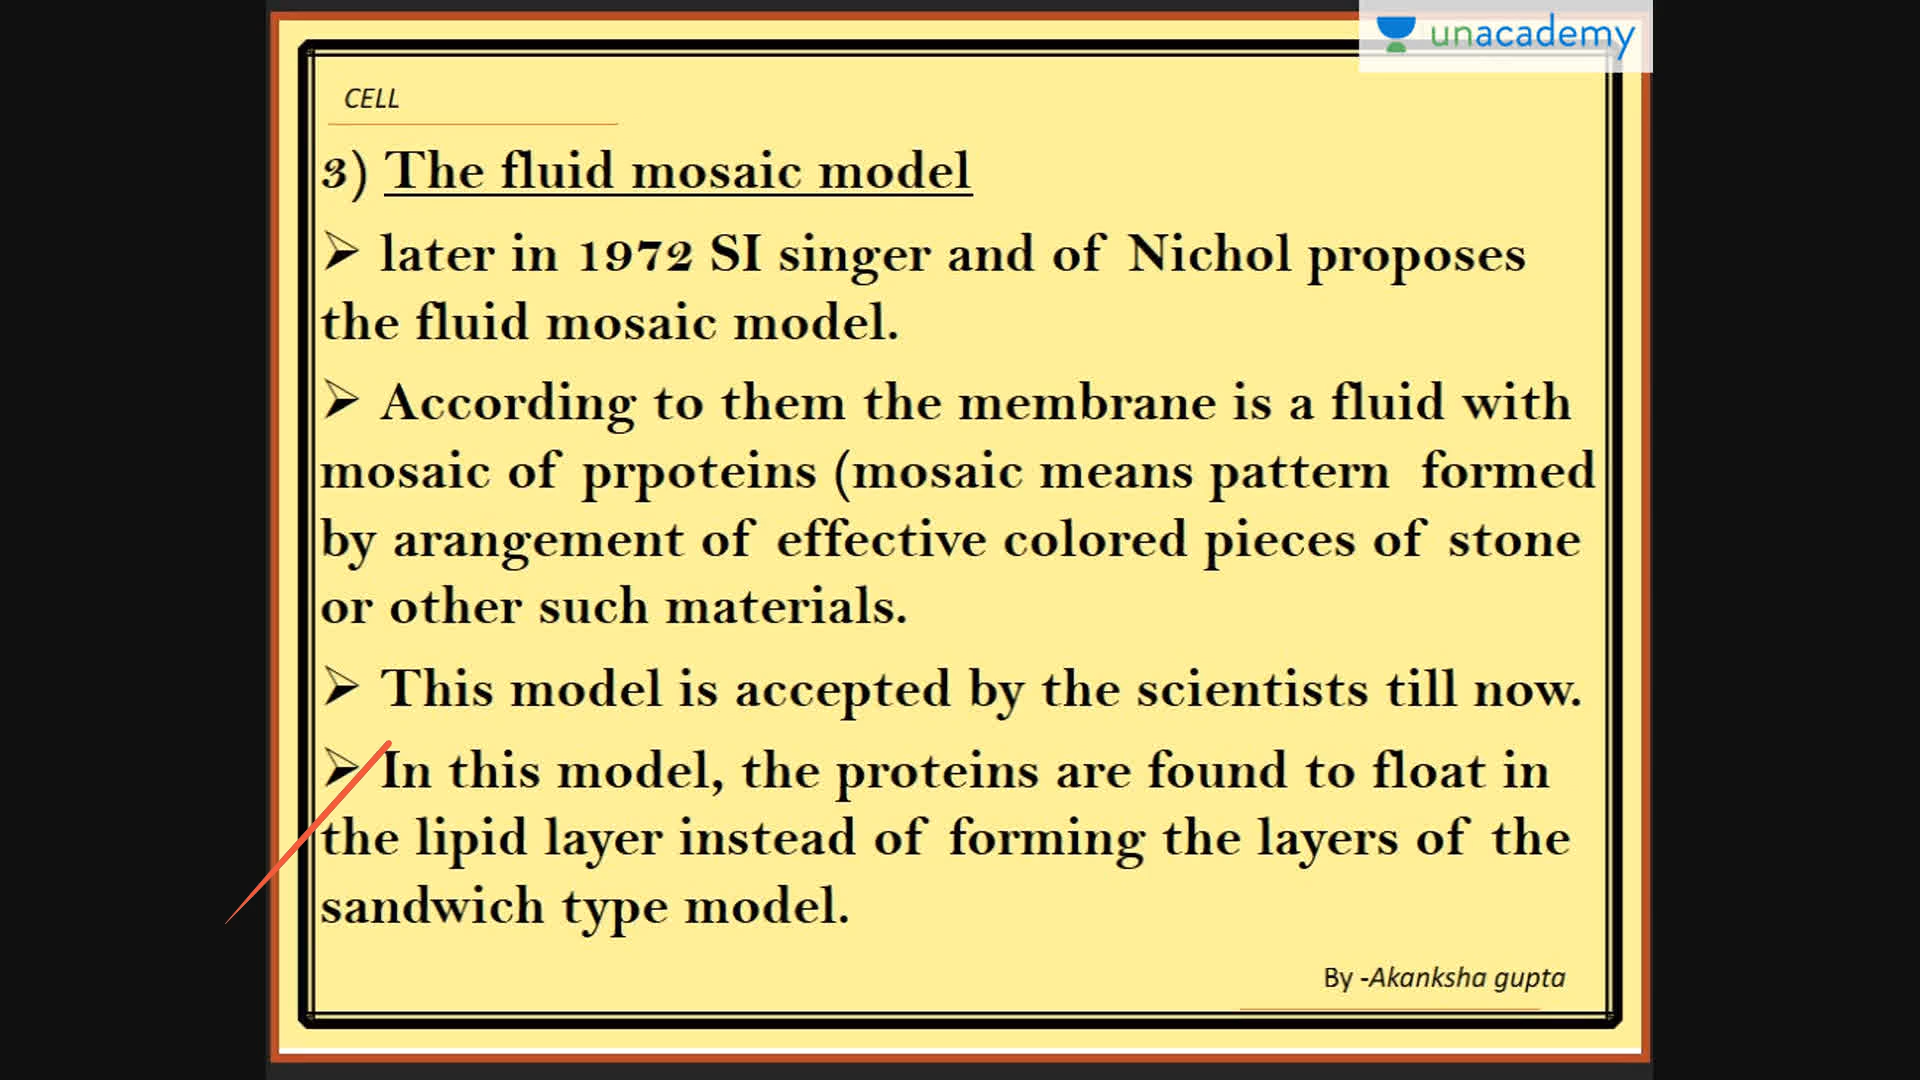 unacademy
CELL
3) The fluid mosaic model
➢ later in 1972 SI singer and of Nichol proposes
the fluid mosaic model.
➢ According to them the membrane is a fluid with
mosaic of prpoteins (mosaic means pattern formed
by arangement of effective colored pieces of stone
or other such materials.
➢ This model is accepted by the scientists till now.
➢ In this model, the proteins are found to float in
the lipid layer instead of forming the layers of the
sandwich type model.
By -Akanksha gupta